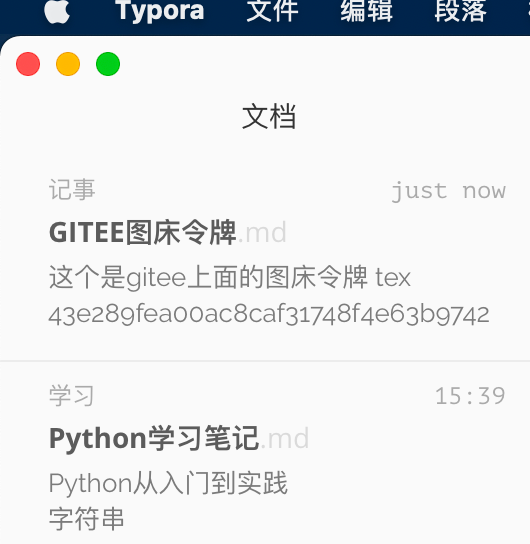 Typora 文件 编辑 段落
文档
记事 just now
GITEE图床令牌.md
这个是gitee上面的图床令牌 tex
43e289fea00ac8caf31748f4e63b9742
学习 15:39
Python学习笔记.md
Python从入门到实践
字符串